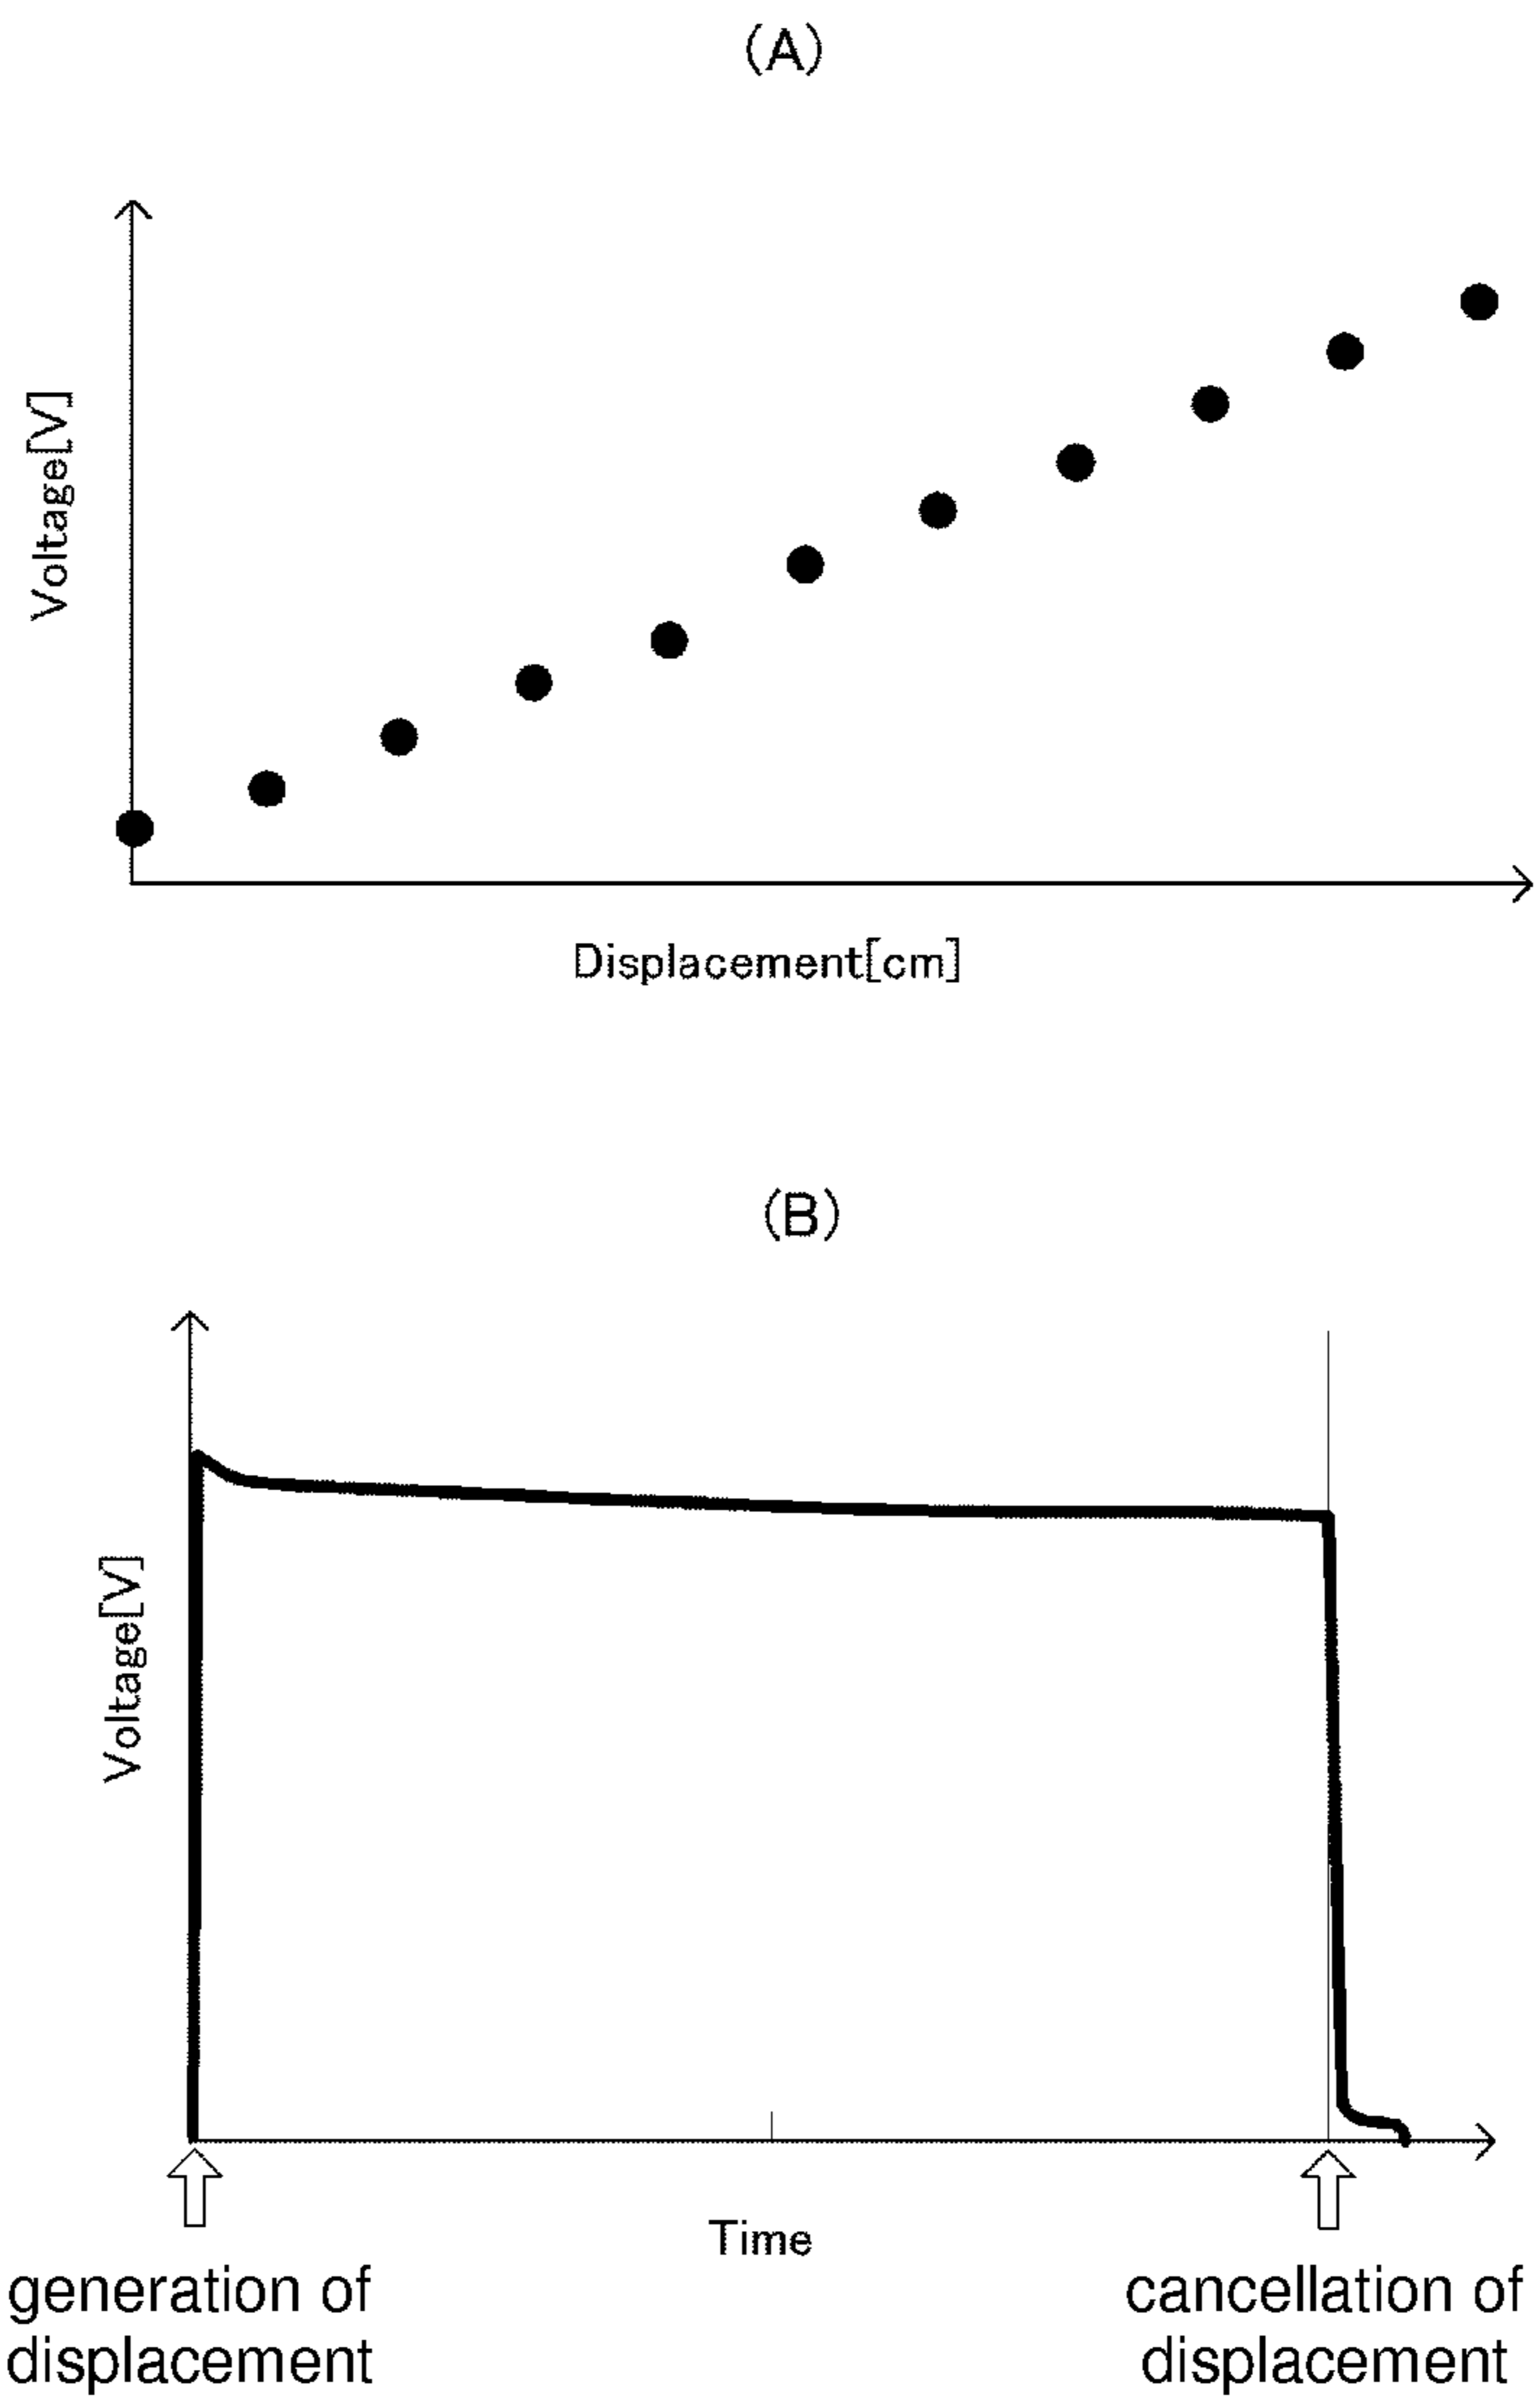 (A)
Voltage[V]
Displacement[cm]
(B)
Voltage[V]
Time
generation of
displacement
cancellation of
displacement